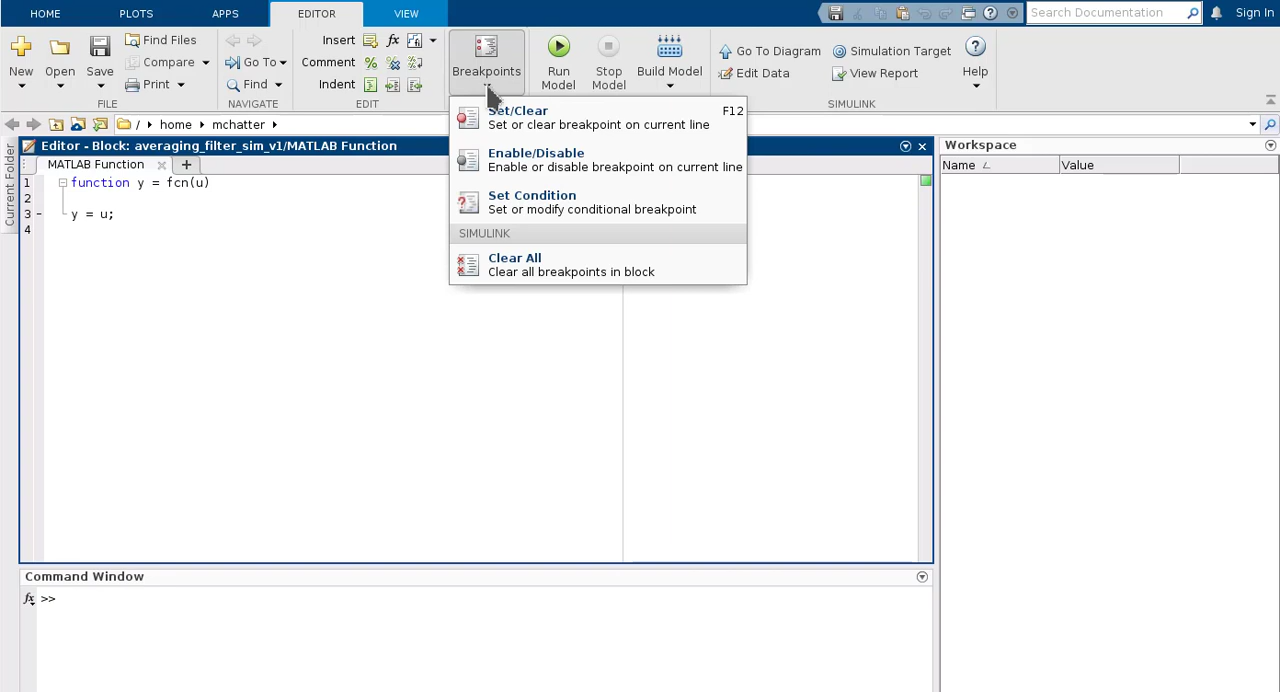 HOME PLOTS APPS EDITOR VIEW Search Documentation Sign In
New Open Save Find Files Compare Print
Go To Find
Insert fx Comment % Indent
Breakpoints Run Model Stop Model Build Model
Go To Diagram Edit Data Simulation Target View Report Help
FILE NAVIGATE EDIT SIMULINK
/ home mchatter
Set/Clear F12
Set or clear breakpoint on current line
Enable/Disable
Enable or disable breakpoint on current line
Set Condition
Set or modify conditional breakpoint
SIMULINK
Clear All
Clear all breakpoints in block
Current Folder
Editor - Block: averaging_filter_sim_v1/MATLAB Function
MATLAB Function
1 function y = fcn(u)
2
3 - y = u;
4
Workspace
Name Value
Command Window
fx >>